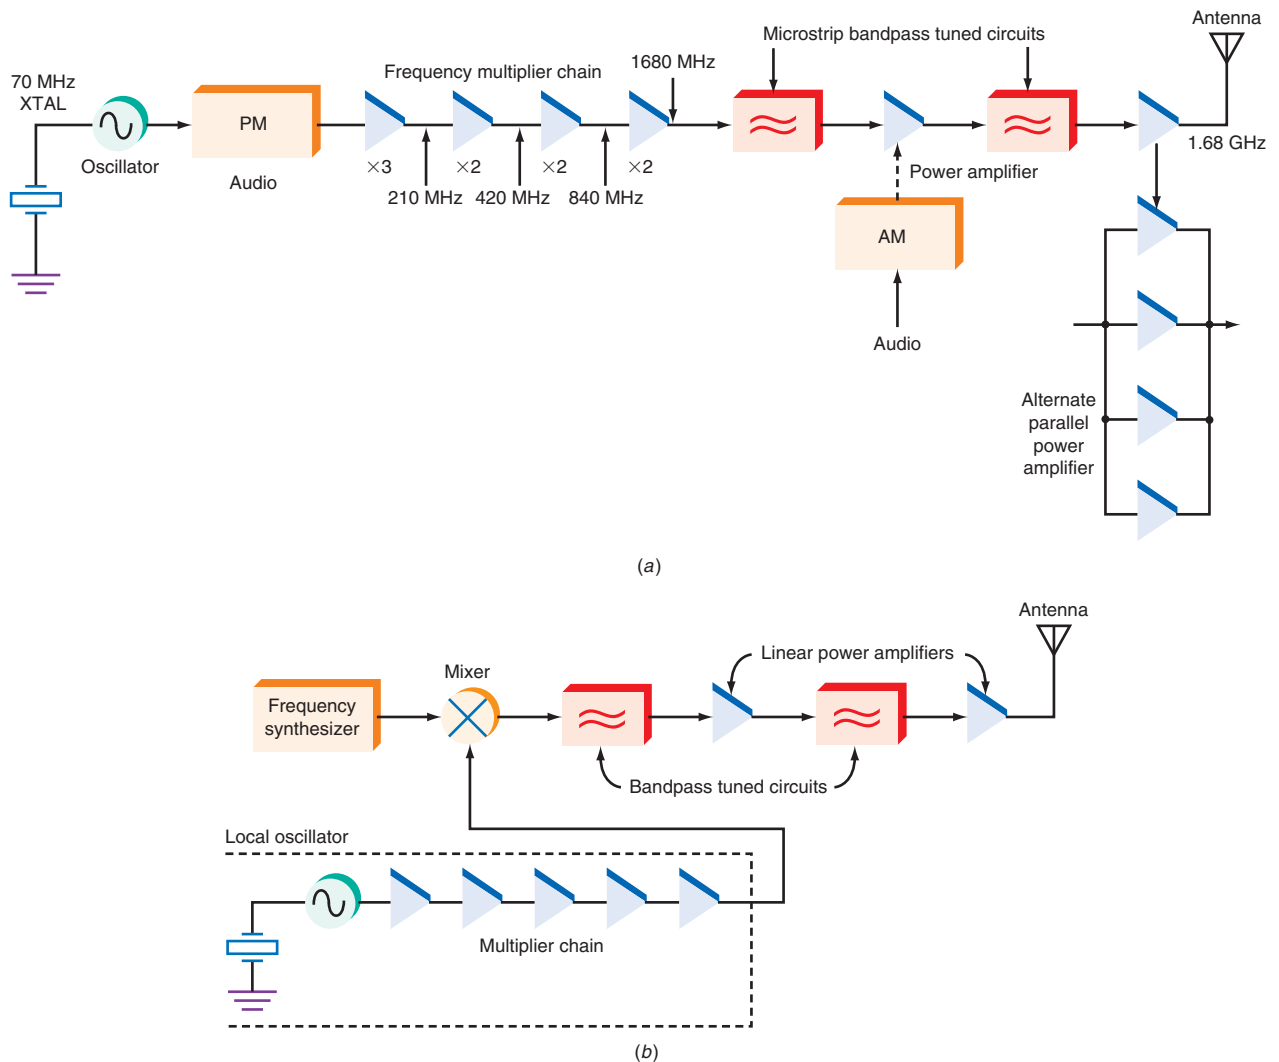 Antenna
Microstrip bandpass tuned circuits
1680 MHz
Frequency multiplier chain
70 MHz
XTAL
PM
1.68 GHz
Oscillator
×3
×2
×2
×2
Power amplifier
Audio
210 MHz
420 MHz
840 MHz
AM
Audio
Alternate
parallel
power
amplifier
(a)
Antenna
Linear power amplifiers
Mixer
Frequency
synthesizer
Bandpass tuned circuits
Local oscillator
Multiplier chain
(b)